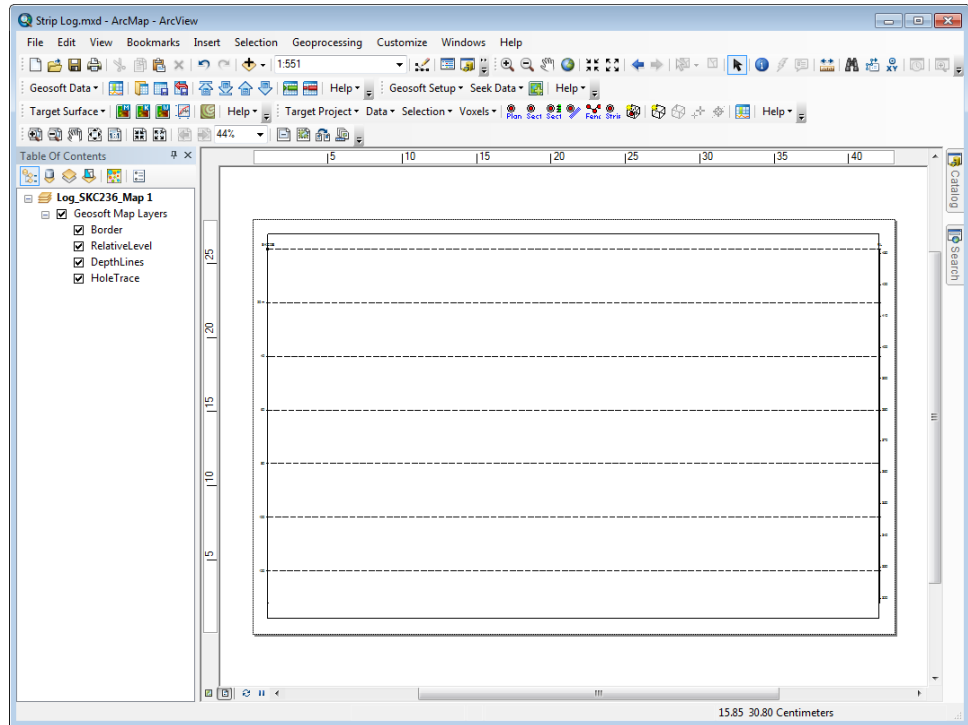 Strip Log.mxd - ArcMap - ArcView
File Edit View Bookmarks Insert Selection Geoprocessing Customize Windows Help
1:551
Geosoft Data Help Geosoft Setup Seek Data Help
Target Surface Help Target Project Data Selection Voxels Plan Sect Sect Fenc Stris Help
44%
Table Of Contents
Log_SKC236_Map 1
Geosoft Map Layers
Border
RelativeLevel
DepthLines
HoleTrace
5 10 15 20 25 30 35 40
25
20
15
10
5
Catalog
Search
15.85 30.80 Centimeters